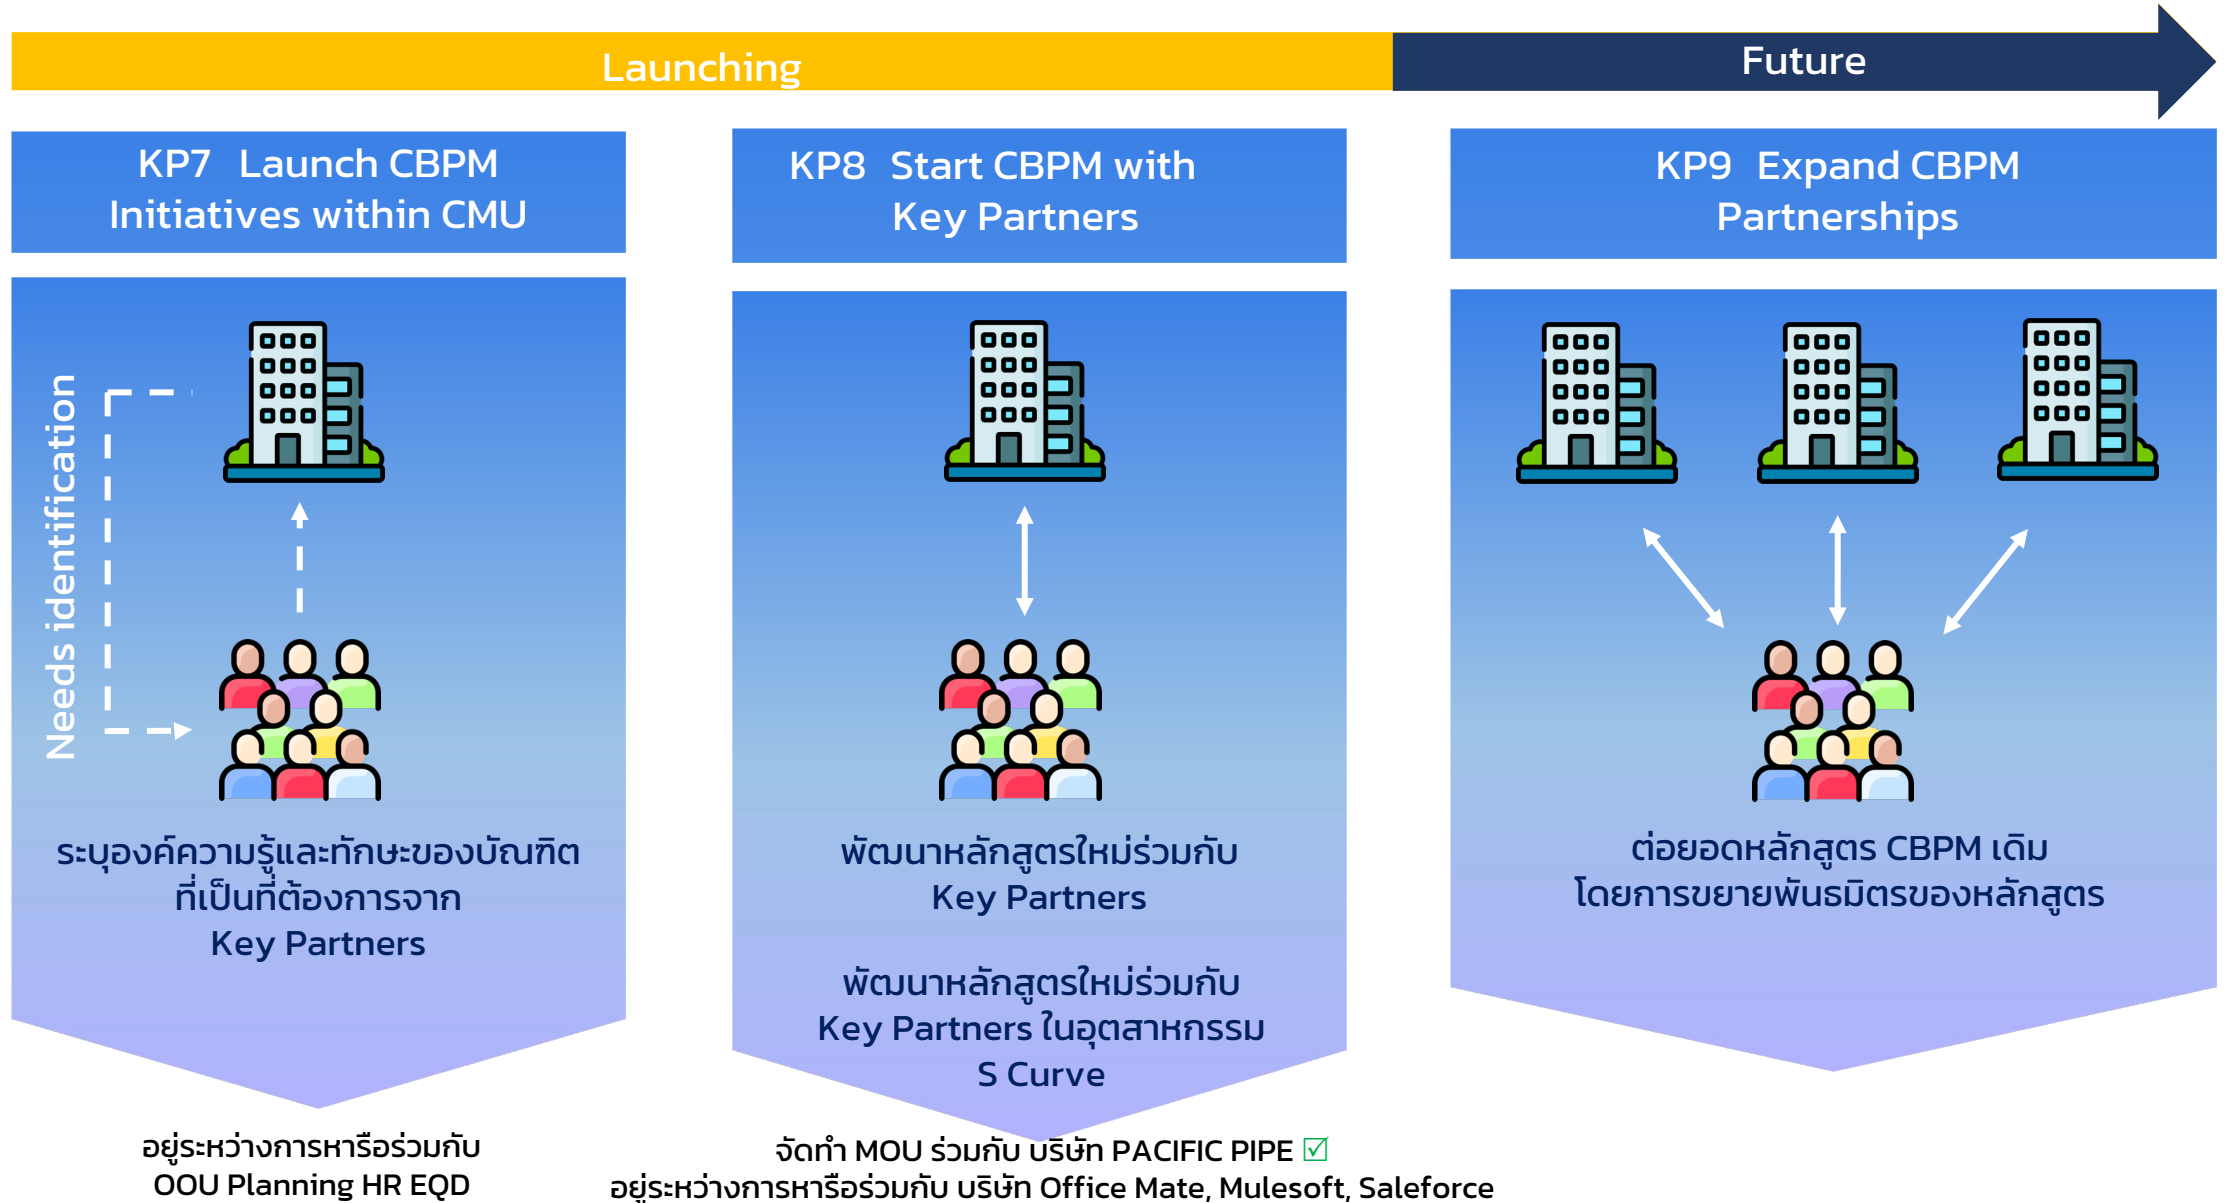 Launching
Future
KP7 Launch CBPM
Initiatives within CMU
KP8 Start CBPM with
Key Partners
KP9 Expand CBPM
Partnerships
Needs identification
ระบุองค์ความรู้และทักษะของบัณฑิต
ที่เป็นที่ต้องการจาก
Key Partners
พัฒนาหลักสูตรใหม่ร่วมกับ
Key Partners
พัฒนาหลักสูตรใหม่ร่วมกับ
Key Partners ในอุตสาหกรรม
S Curve
ต่อยอดหลักสูตร CBPM เดิม
โดยการขยายพันธมิตรของหลักสูตร
อยู่ระหว่างการหารือร่วมกับ
OOU Planning HR EQD
จัดทำ MOU ร่วมกับ บริษัท PACIFIC PIPE ☑
อยู่ระหว่างการหารือร่วมกับ บริษัท Office Mate, Mulesoft, Saleforce